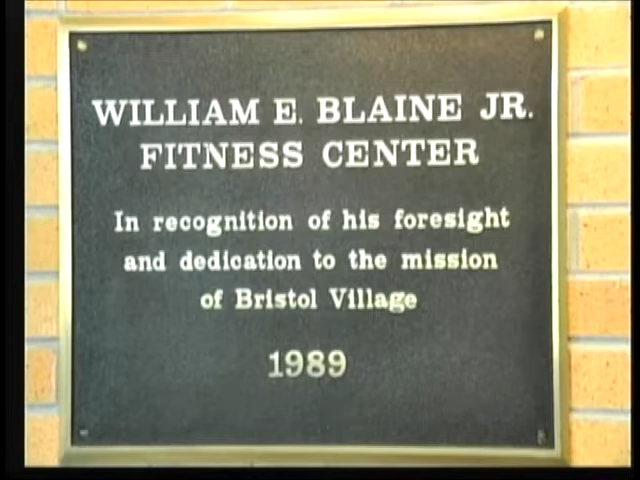 WILLIAM E. BLAINE JR.
FITNESS CENTER
In recognition of his foresight
and dedication to the mission
of Bristol Village
1989